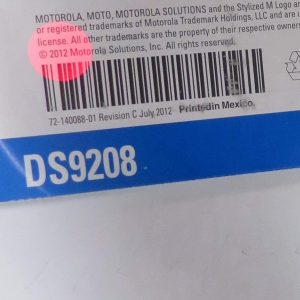 MOTOROLA, MOTO, MOTOROLA SOLUTIONS and the Stylized M Logo
or registered trademarks of Motorola Trademark Holdings, LLC and are
license. All other trademarks are the property of their respective owners
© 2012 Motorola Solutions, Inc. All rights reserved.
72-140088-01 Revision C July 2012 Printed in Mexico.
DS9208